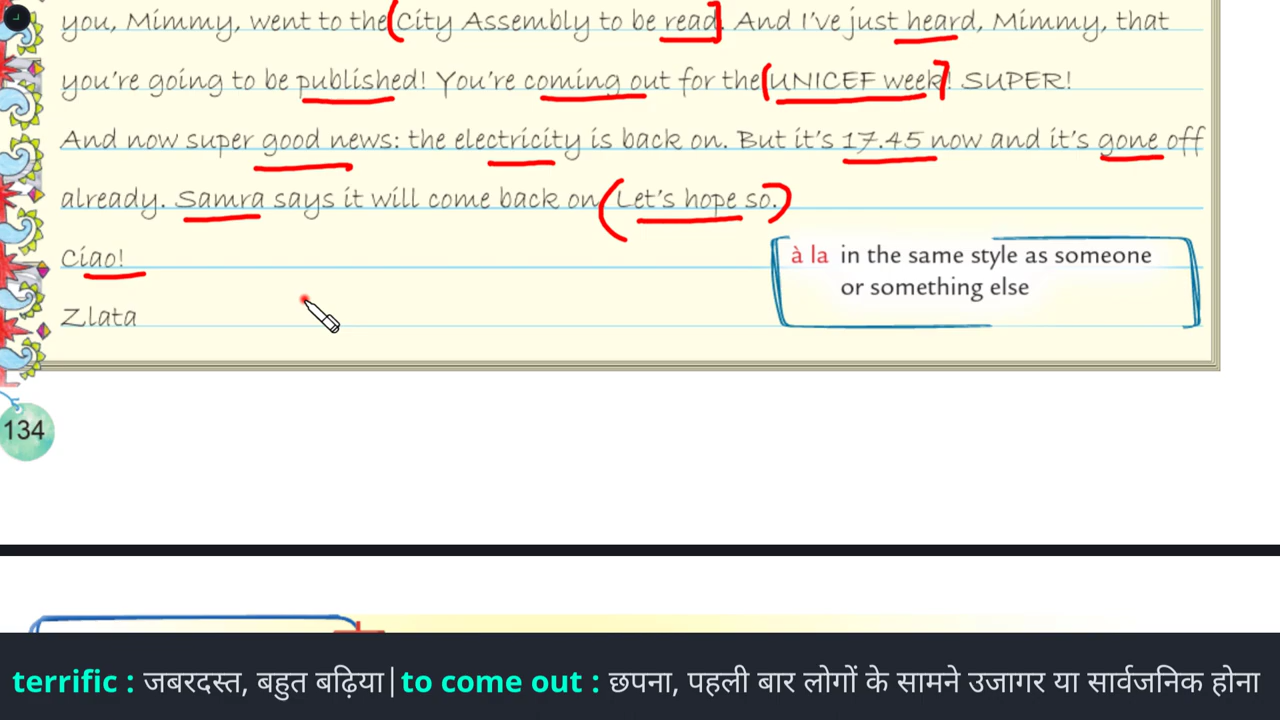 you, Mimmy, went to the City Assembly to be read. And I've just heard, Mimmy, that
you're going to be published! You're coming out for the UNICEF week! SUPER!
And now super good news: the electricity is back on. But it's 17.45 now and it's gone off
already. Samra says it will come back on. Let's hope so.
Ciao!
à la in the same style as someone
or something else
Zlata
134
terrific : जबरदस्त, बहुत बढ़िया|to come out : छपना, पहली बार लोगों के सामने उजागर या सार्वजनिक होना